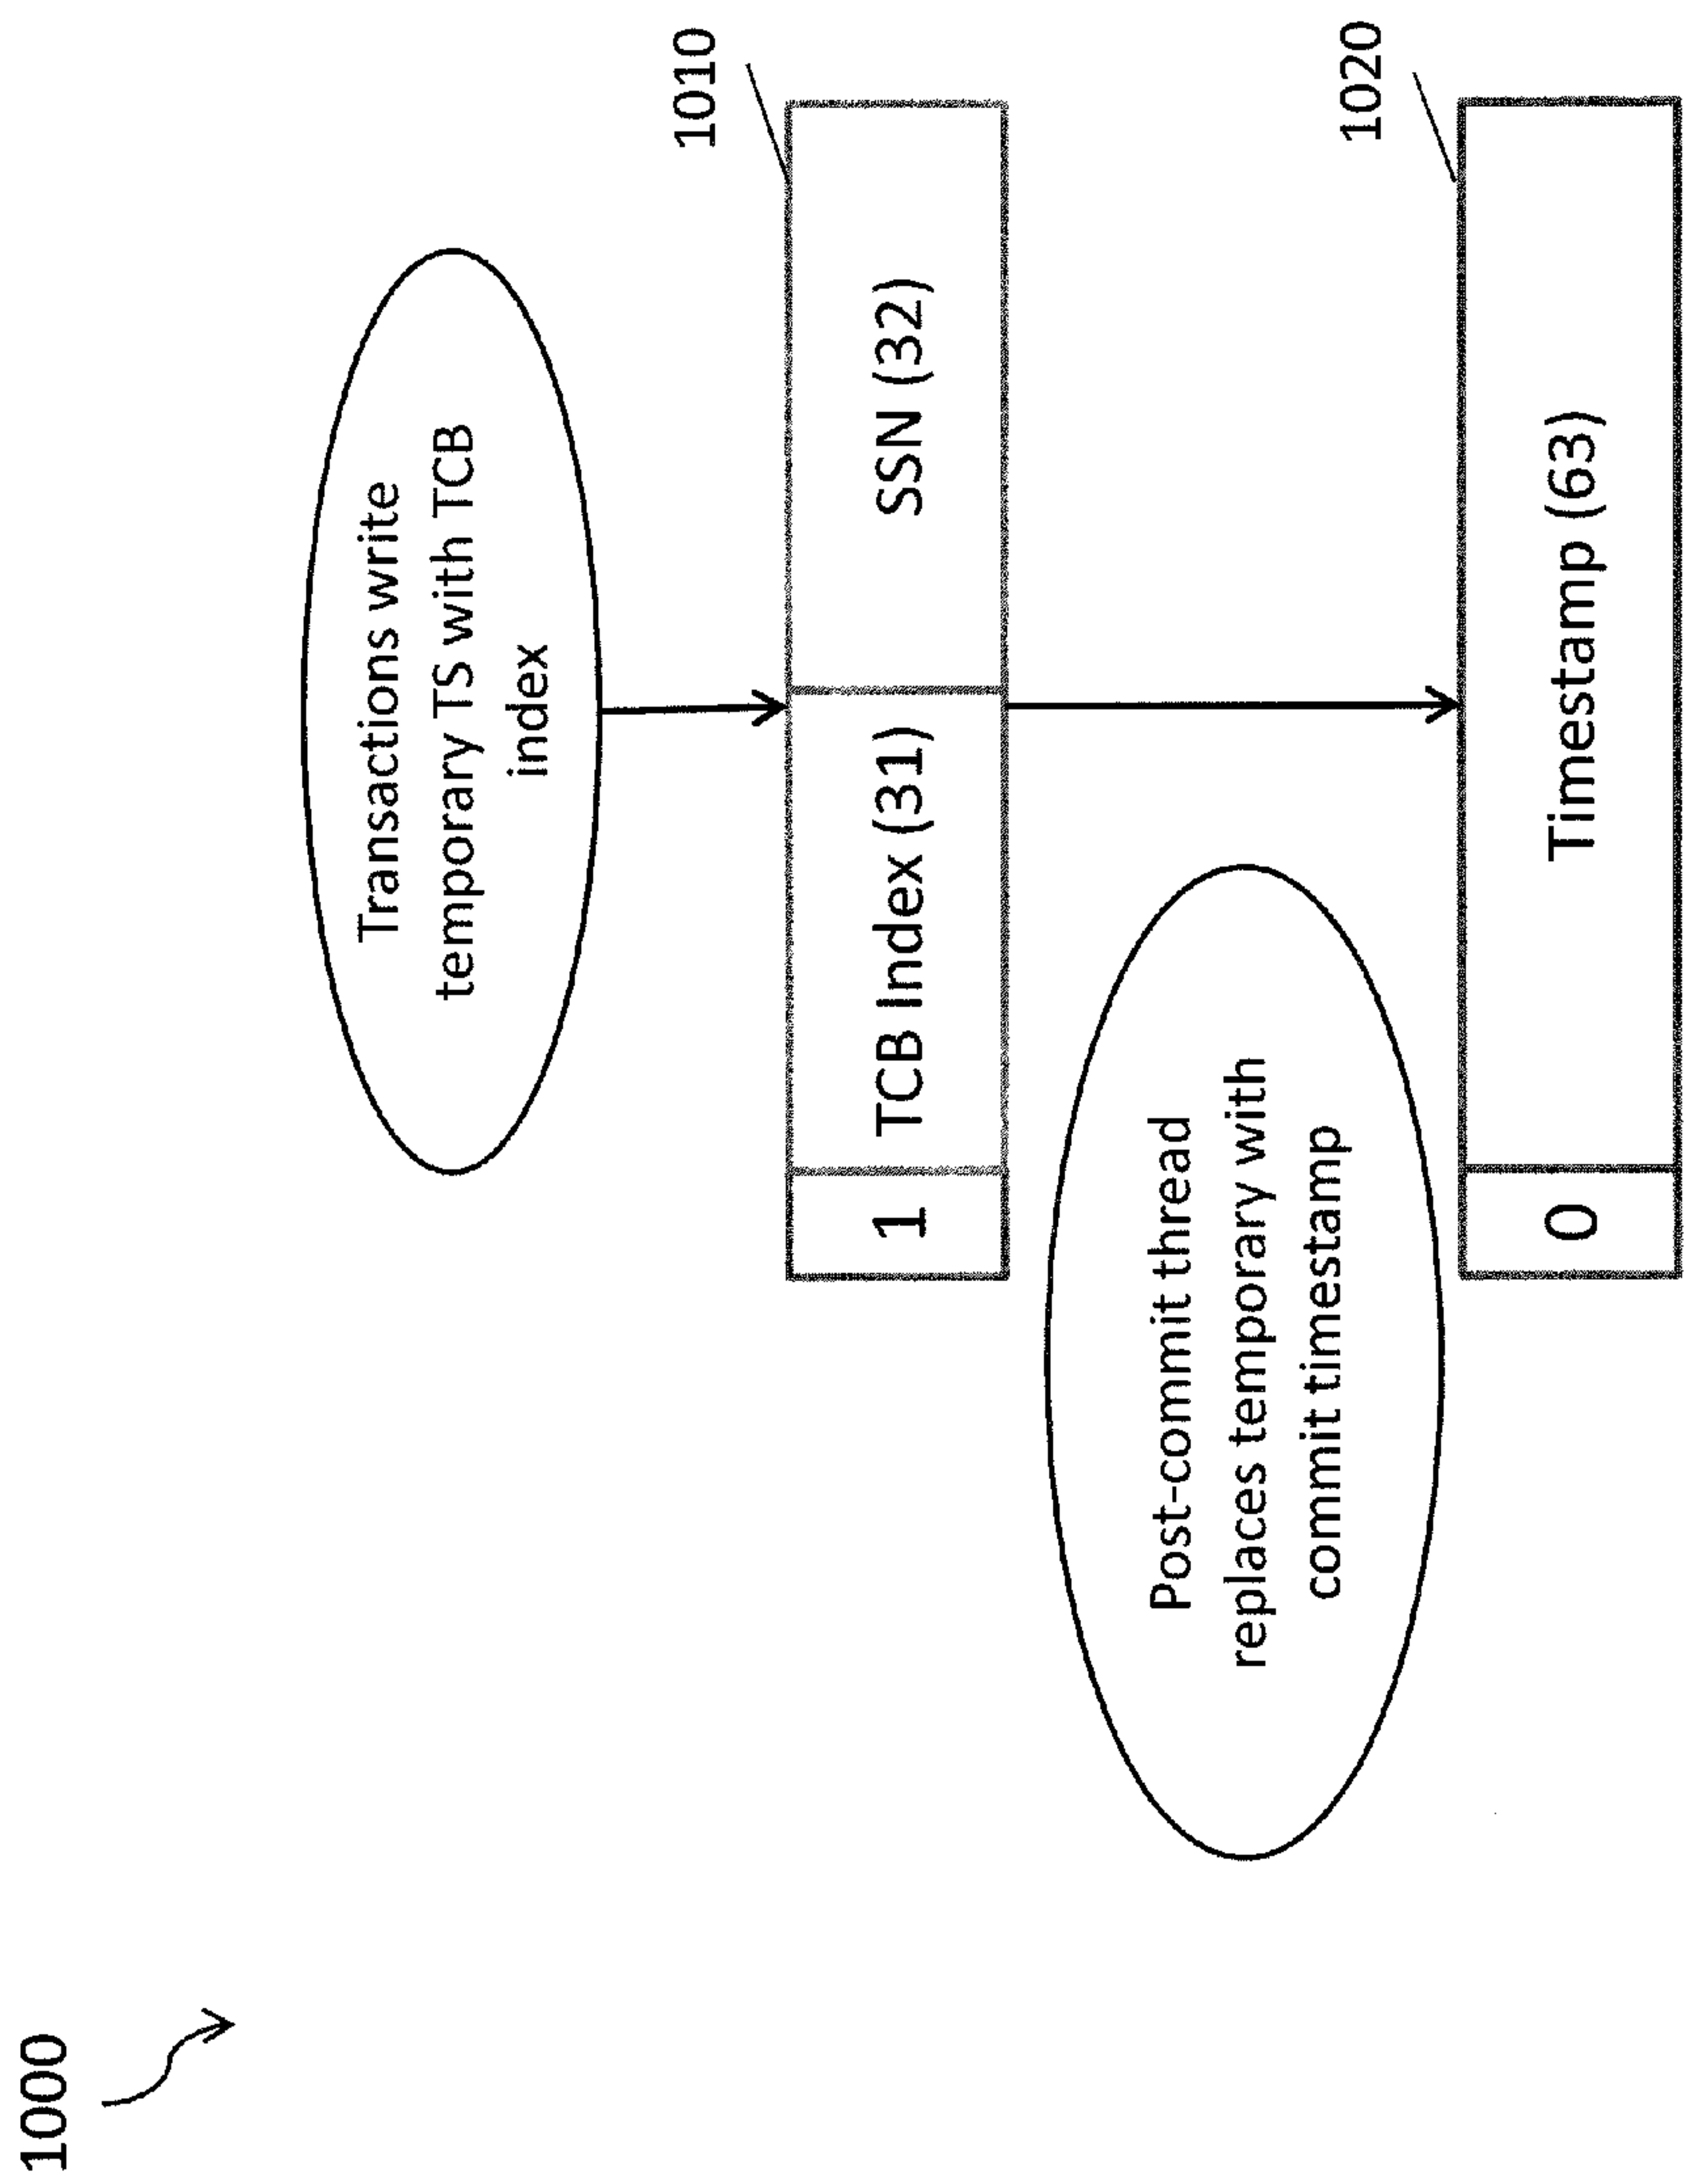 1000
Transactions write
temporary TS with TCB
index
1010
1 TCB Index (31) SSN (32)
Post-commit thread
replaces temporary with
commit timestamp
1020
0 Timestamp (63)